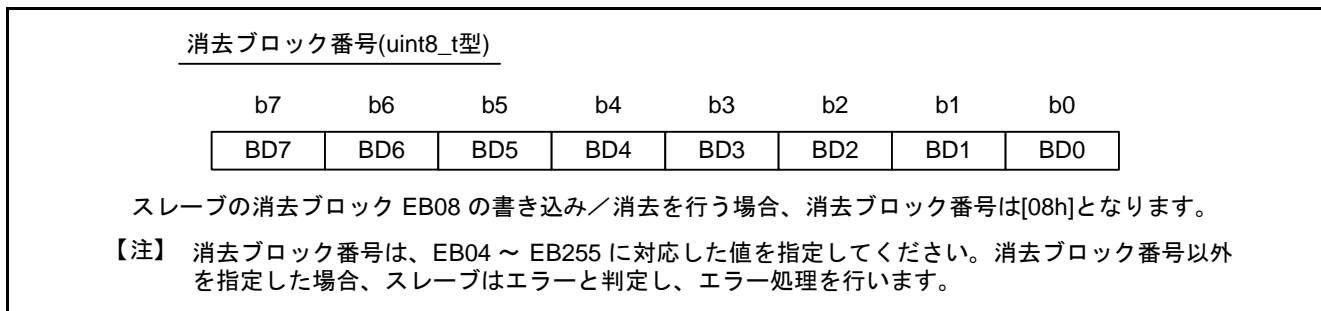 消去ブロック番号(uint8_t型)
b7 b6 b5 b4 b3 b2 b1 b0
BD7 BD6 BD5 BD4 BD3 BD2 BD1 BD0
スレーブの消去ブロック EB08 の書き込み／消去を行う場合、消去ブロック番号は[08h]となります。
【注】 消去ブロック番号は、EB04 ～ EB255 に対応した値を指定してください。消去ブロック番号以外
を指定した場合、スレーブはエラーと判定し、エラー処理を行います。